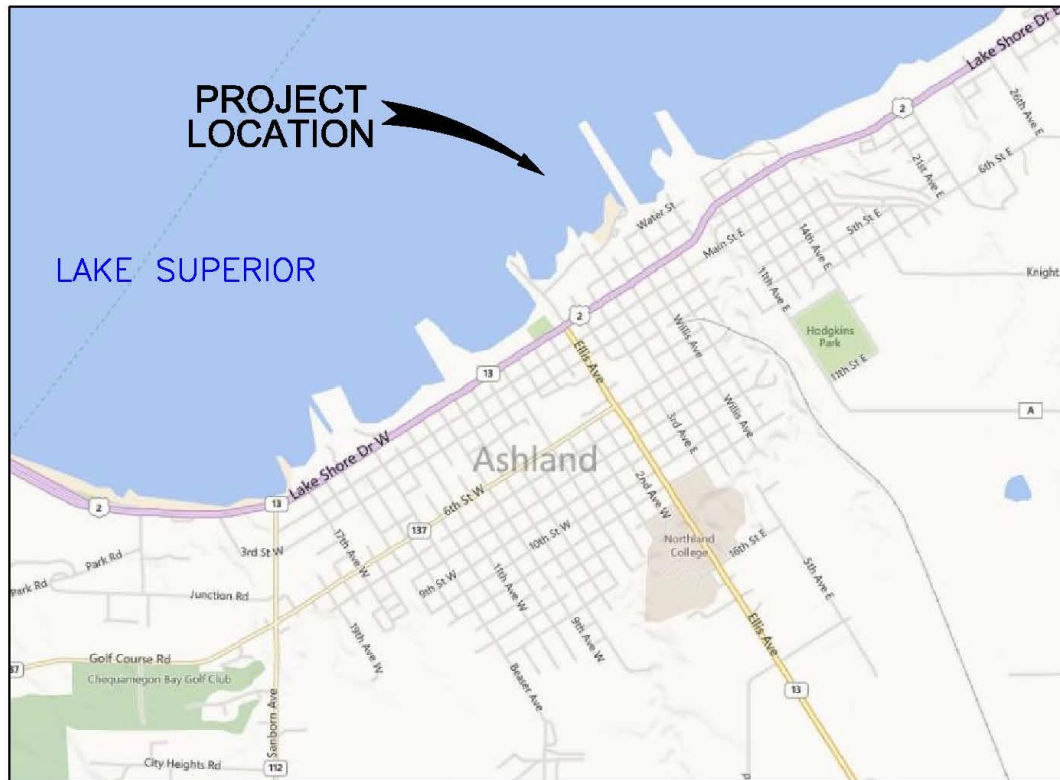 Lake Shore Dr E
2
26th Ave E
PROJECT
LOCATION
21st Ave E
6th St E
Water St
Main St E
14th Ave E
5th St E
11th Ave E
Knight
LAKE SUPERIOR
2
Hodgkins
Park
11th St E
Willis Ave
Ellis Ave
13
A
3rd Ave E
Willis Ave
Ashland
Lake Shore Dr W
2
13
6th St W
2nd Ave W
137
10th St W
Northland
College
16th St E
3rd St W
17th Ave W
Park Rd
Park Rd
Junction Rd
9th St W
11th Ave W
5th Ave E
19th Ave W
9th Ave W
Ellis Ave
Golf Course Rd
37
Chequamegon Bay Golf Club
Beaser Ave
13
Sanborn Ave
City Heights Rd
112